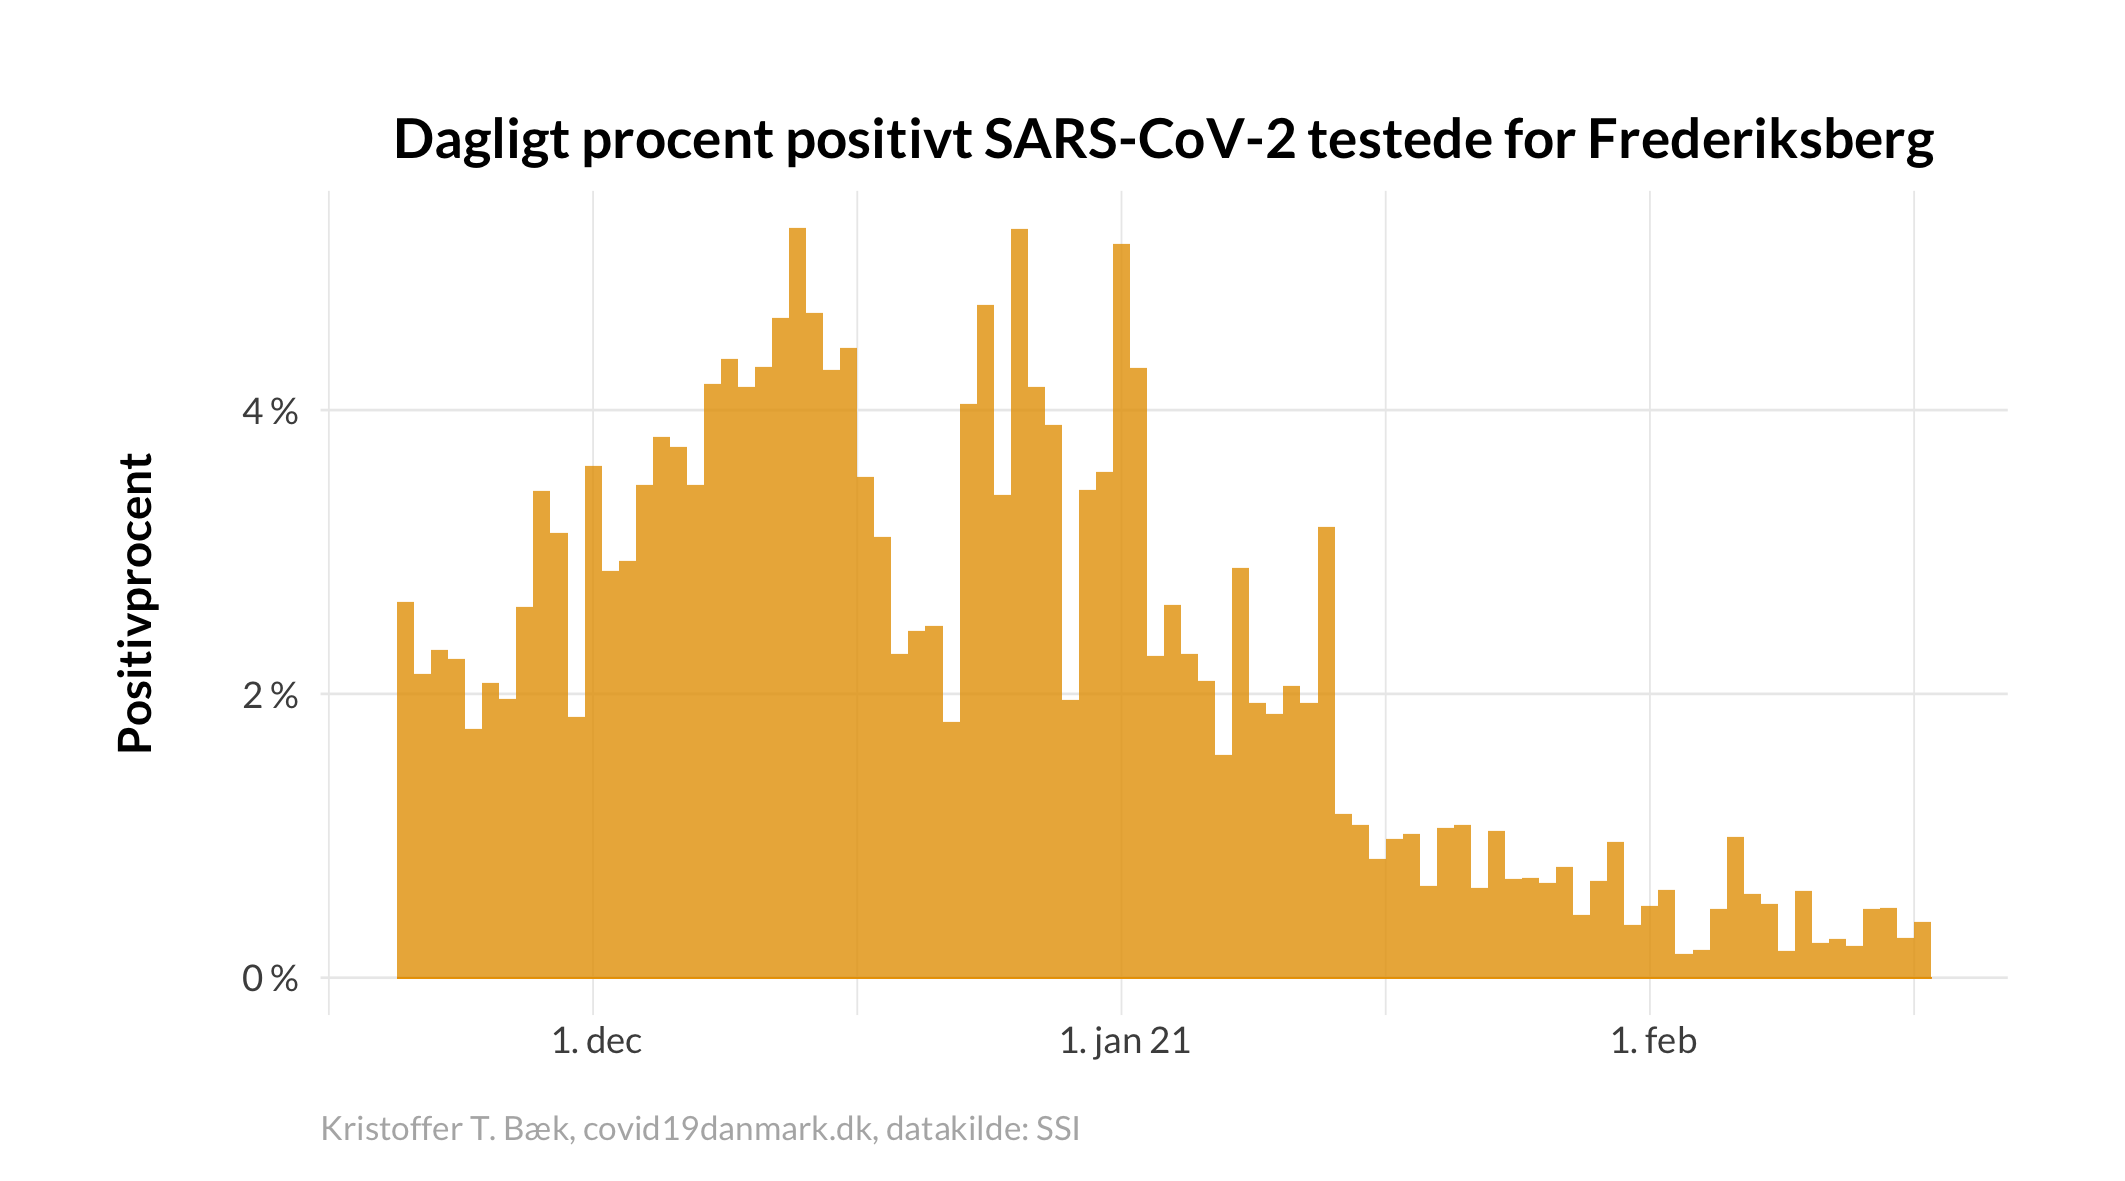 Dagligt procent positivt SARS-CoV-2 testede for Frederiksberg
Positivprocent
4 %
2 %
0 %
1. dec
1. jan 21
1. feb
Kristoffer T. Bæk, covid19danmark.dk, datakilde: SSI